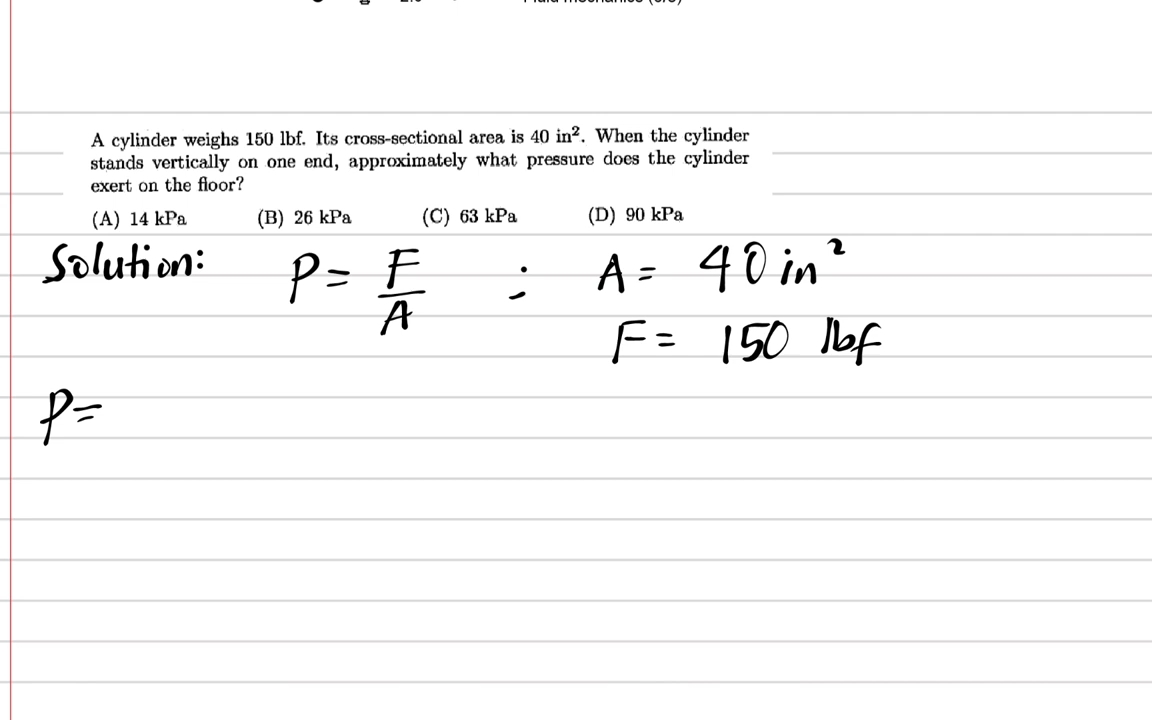 A cylinder weighs 150 lbf. Its cross-sectional area is 40 in². When the cylinder
stands vertically on one end, approximately what pressure does the cylinder
exert on the floor?
(A) 14 kPa (B) 26 kPa (C) 63 kPa (D) 90 kPa
Solution: P = F/A ; A = 40 in²
F = 150 lbf
P =